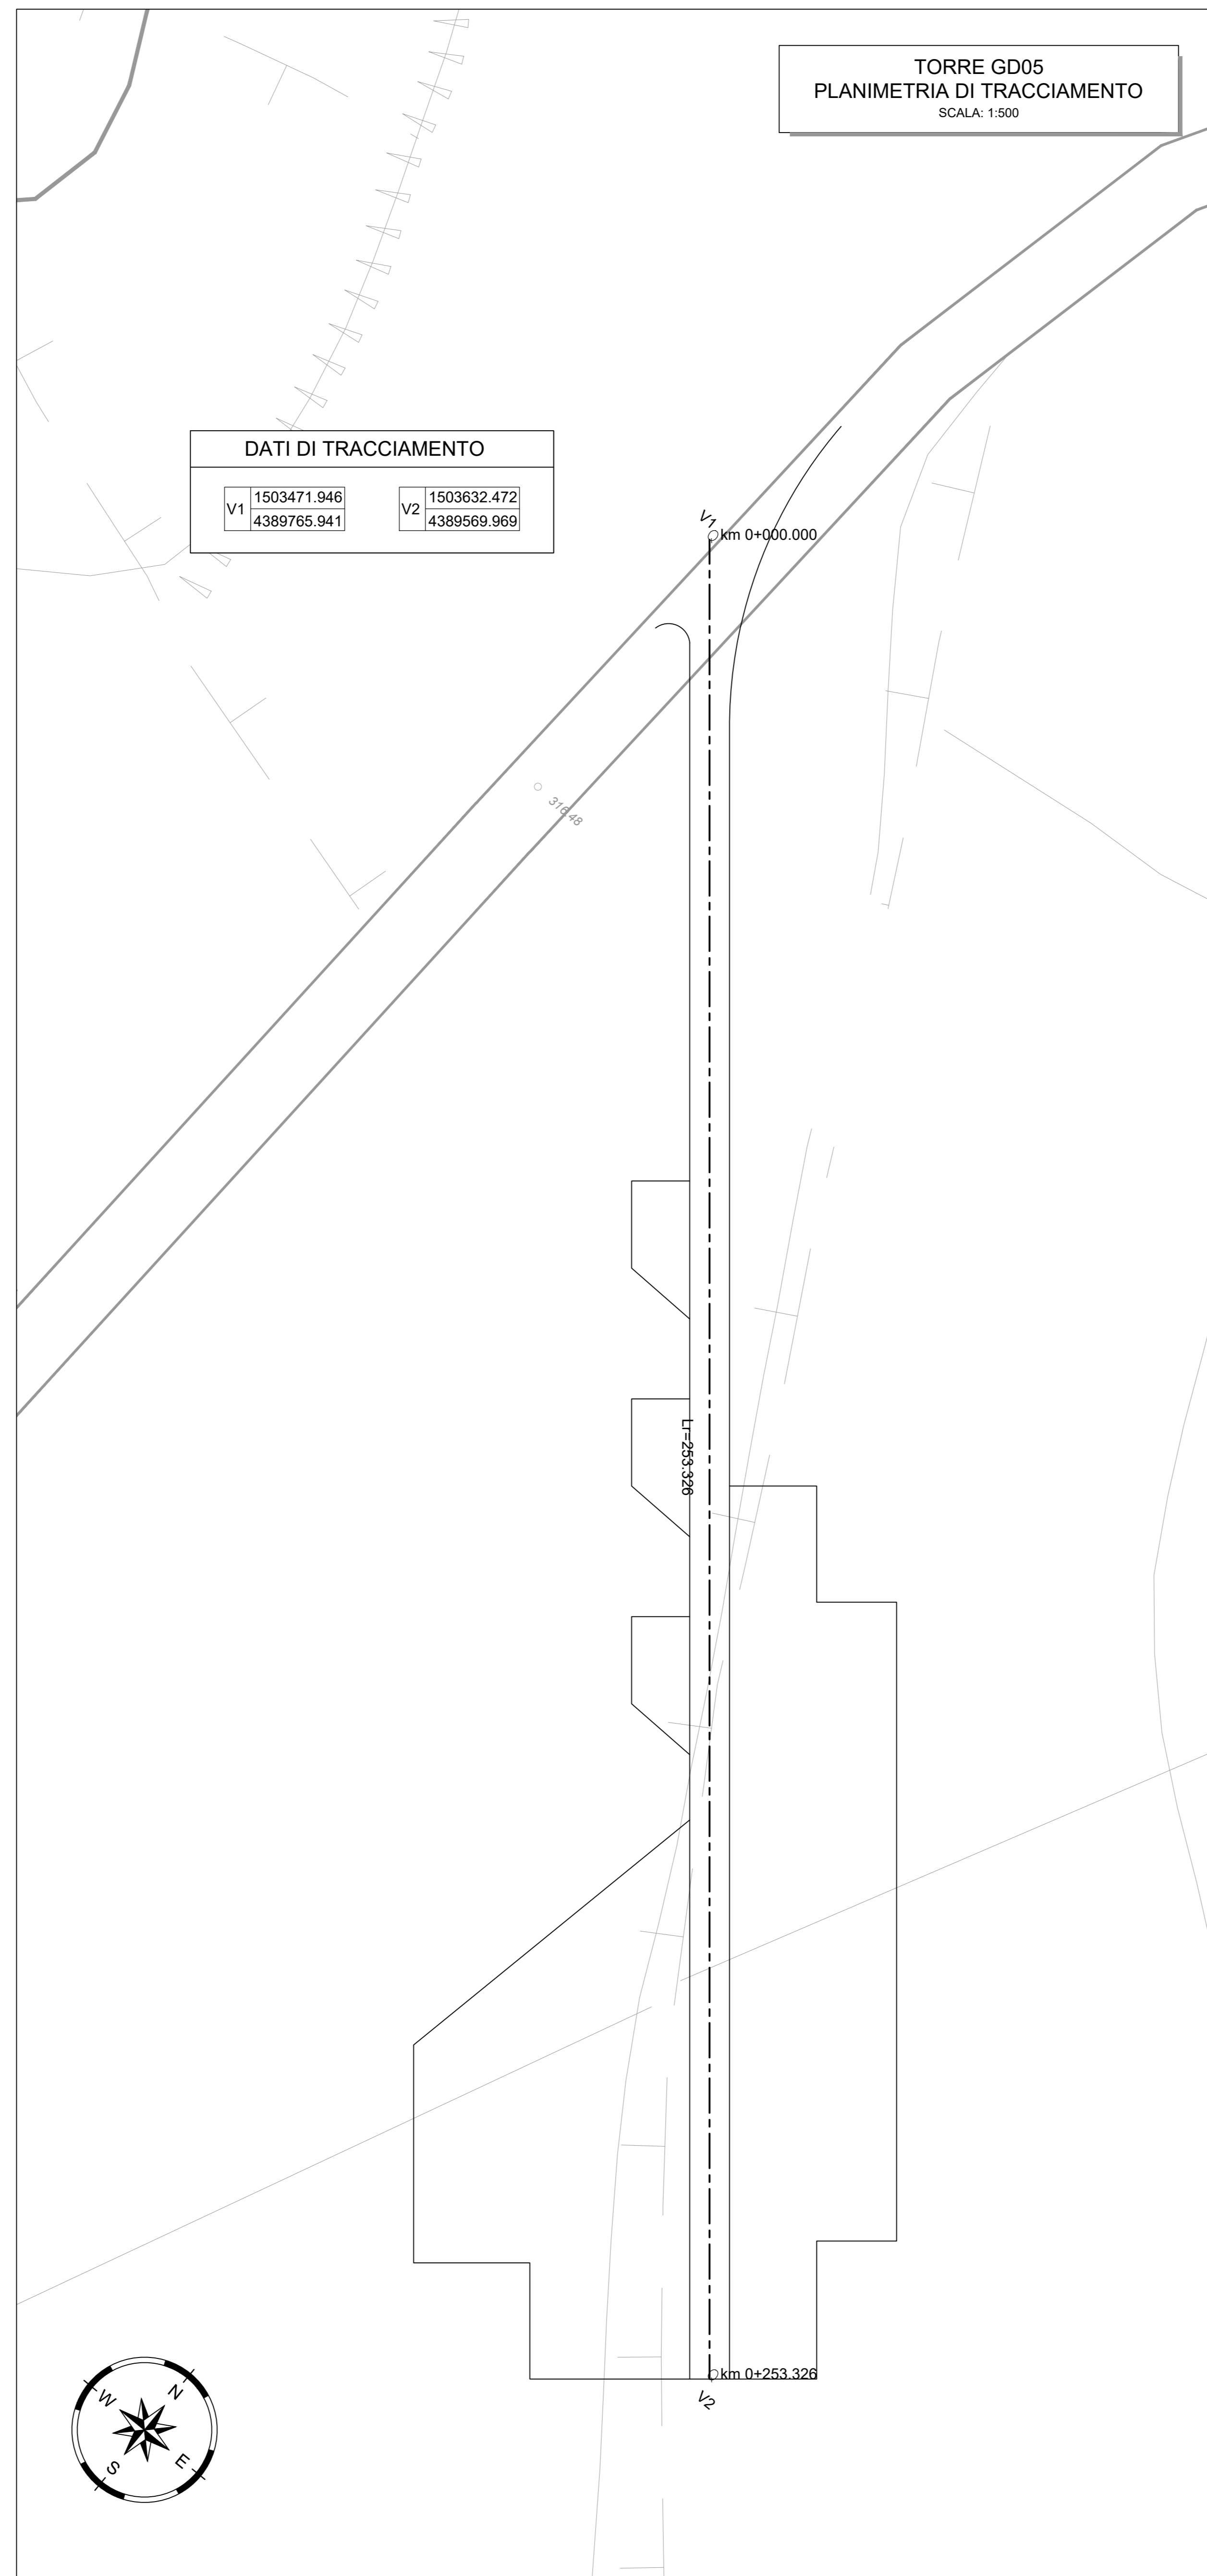 TORRE GD05
PLANIMETRIA DI TRACCIAMENTO
SCALA: 1:500
DATI DI TRACCIAMENTO
V1
1503471.946
4389765.941
V2
1503632.472
4389569.969
V1
km 0+000.000
316.48
Lr=253.326
km 0+253.326
V2
N
W
E
S